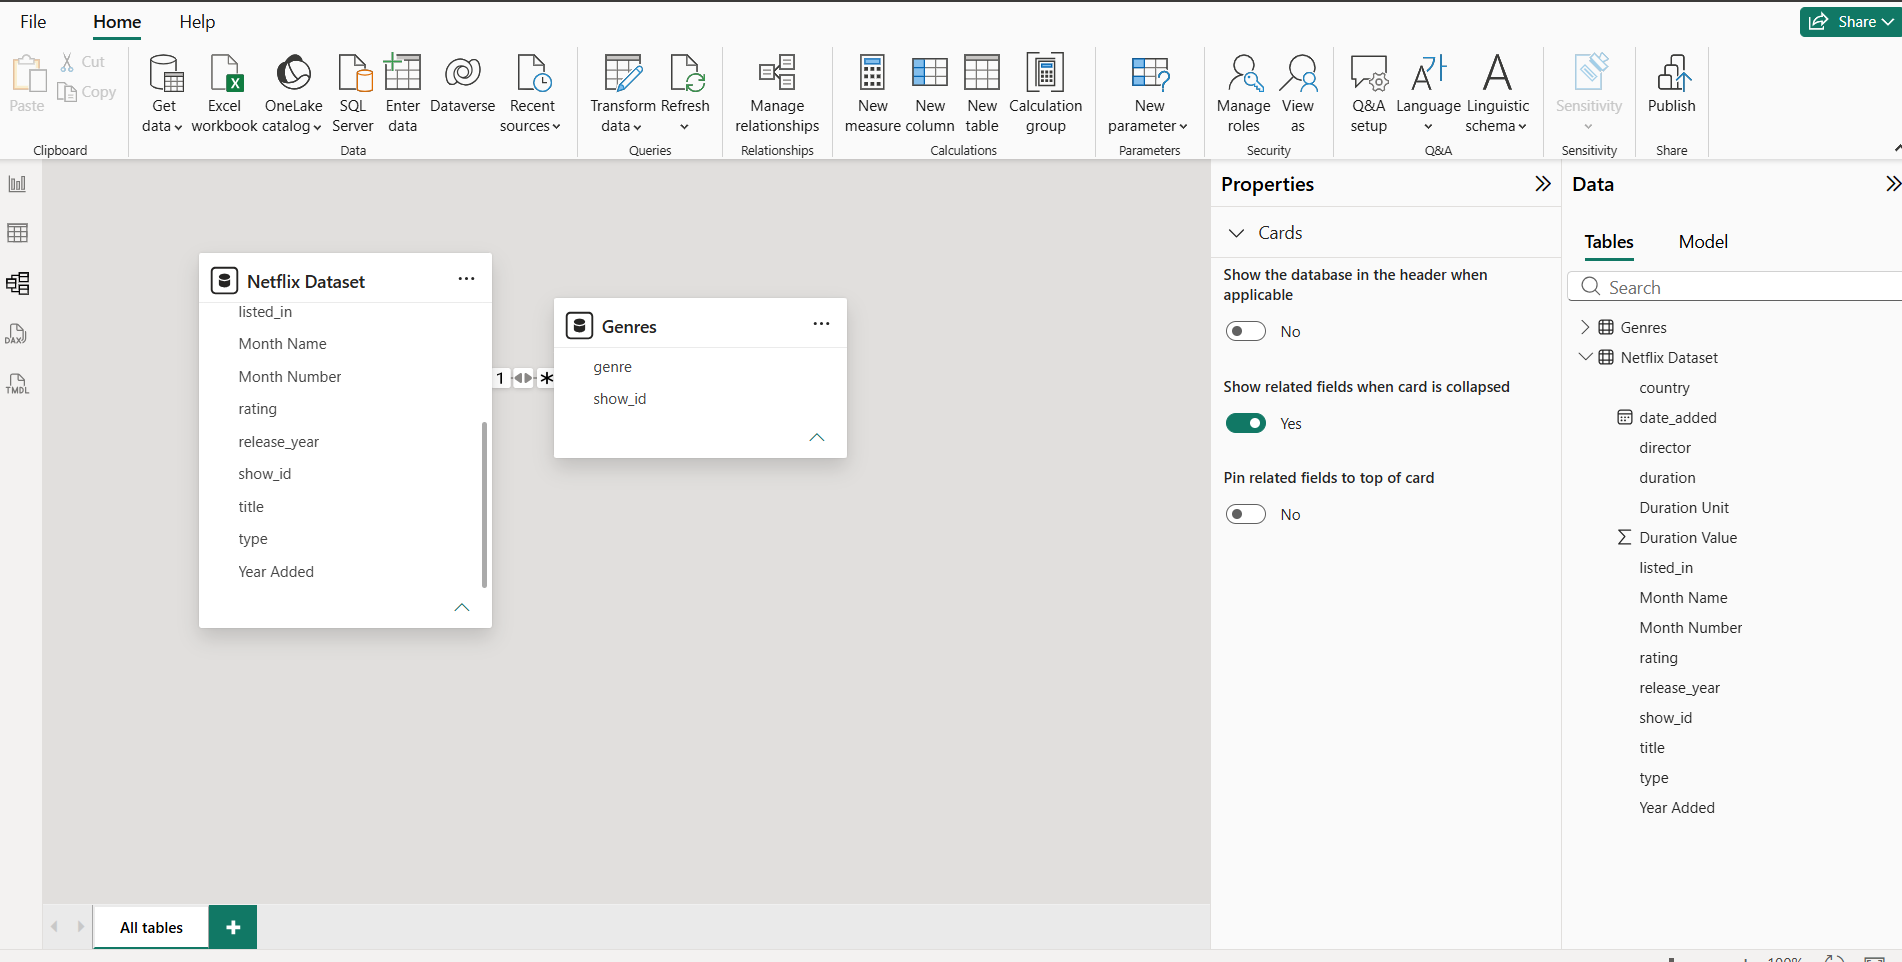 File Home Help Share
Paste Cut Copy
Get data Excel workbook OneLake catalog SQL Server Enter data Dataverse Recent sources
Transform data Refresh
Manage relationships
New measure New column New table Calculation group
New parameter
Manage roles View as
Q&A setup Language Linguistic schema
Sensitivity
Publish
Clipboard Data Queries Relationships Calculations Parameters Security Q&A Sensitivity Share
DAX
TMDL
Netflix Dataset
listed_in
Month Name
Month Number
rating
release_year
show_id
title
type
Year Added
1 *
Genres
genre
show_id
All tables
Properties
Cards
Show the database in the header when
applicable
No
Show related fields when card is collapsed
Yes
Pin related fields to top of card
No
Data
Tables Model
Search
Genres
Netflix Dataset
country
date_added
director
duration
Duration Unit
Duration Value
listed_in
Month Name
Month Number
rating
release_year
show_id
title
type
Year Added